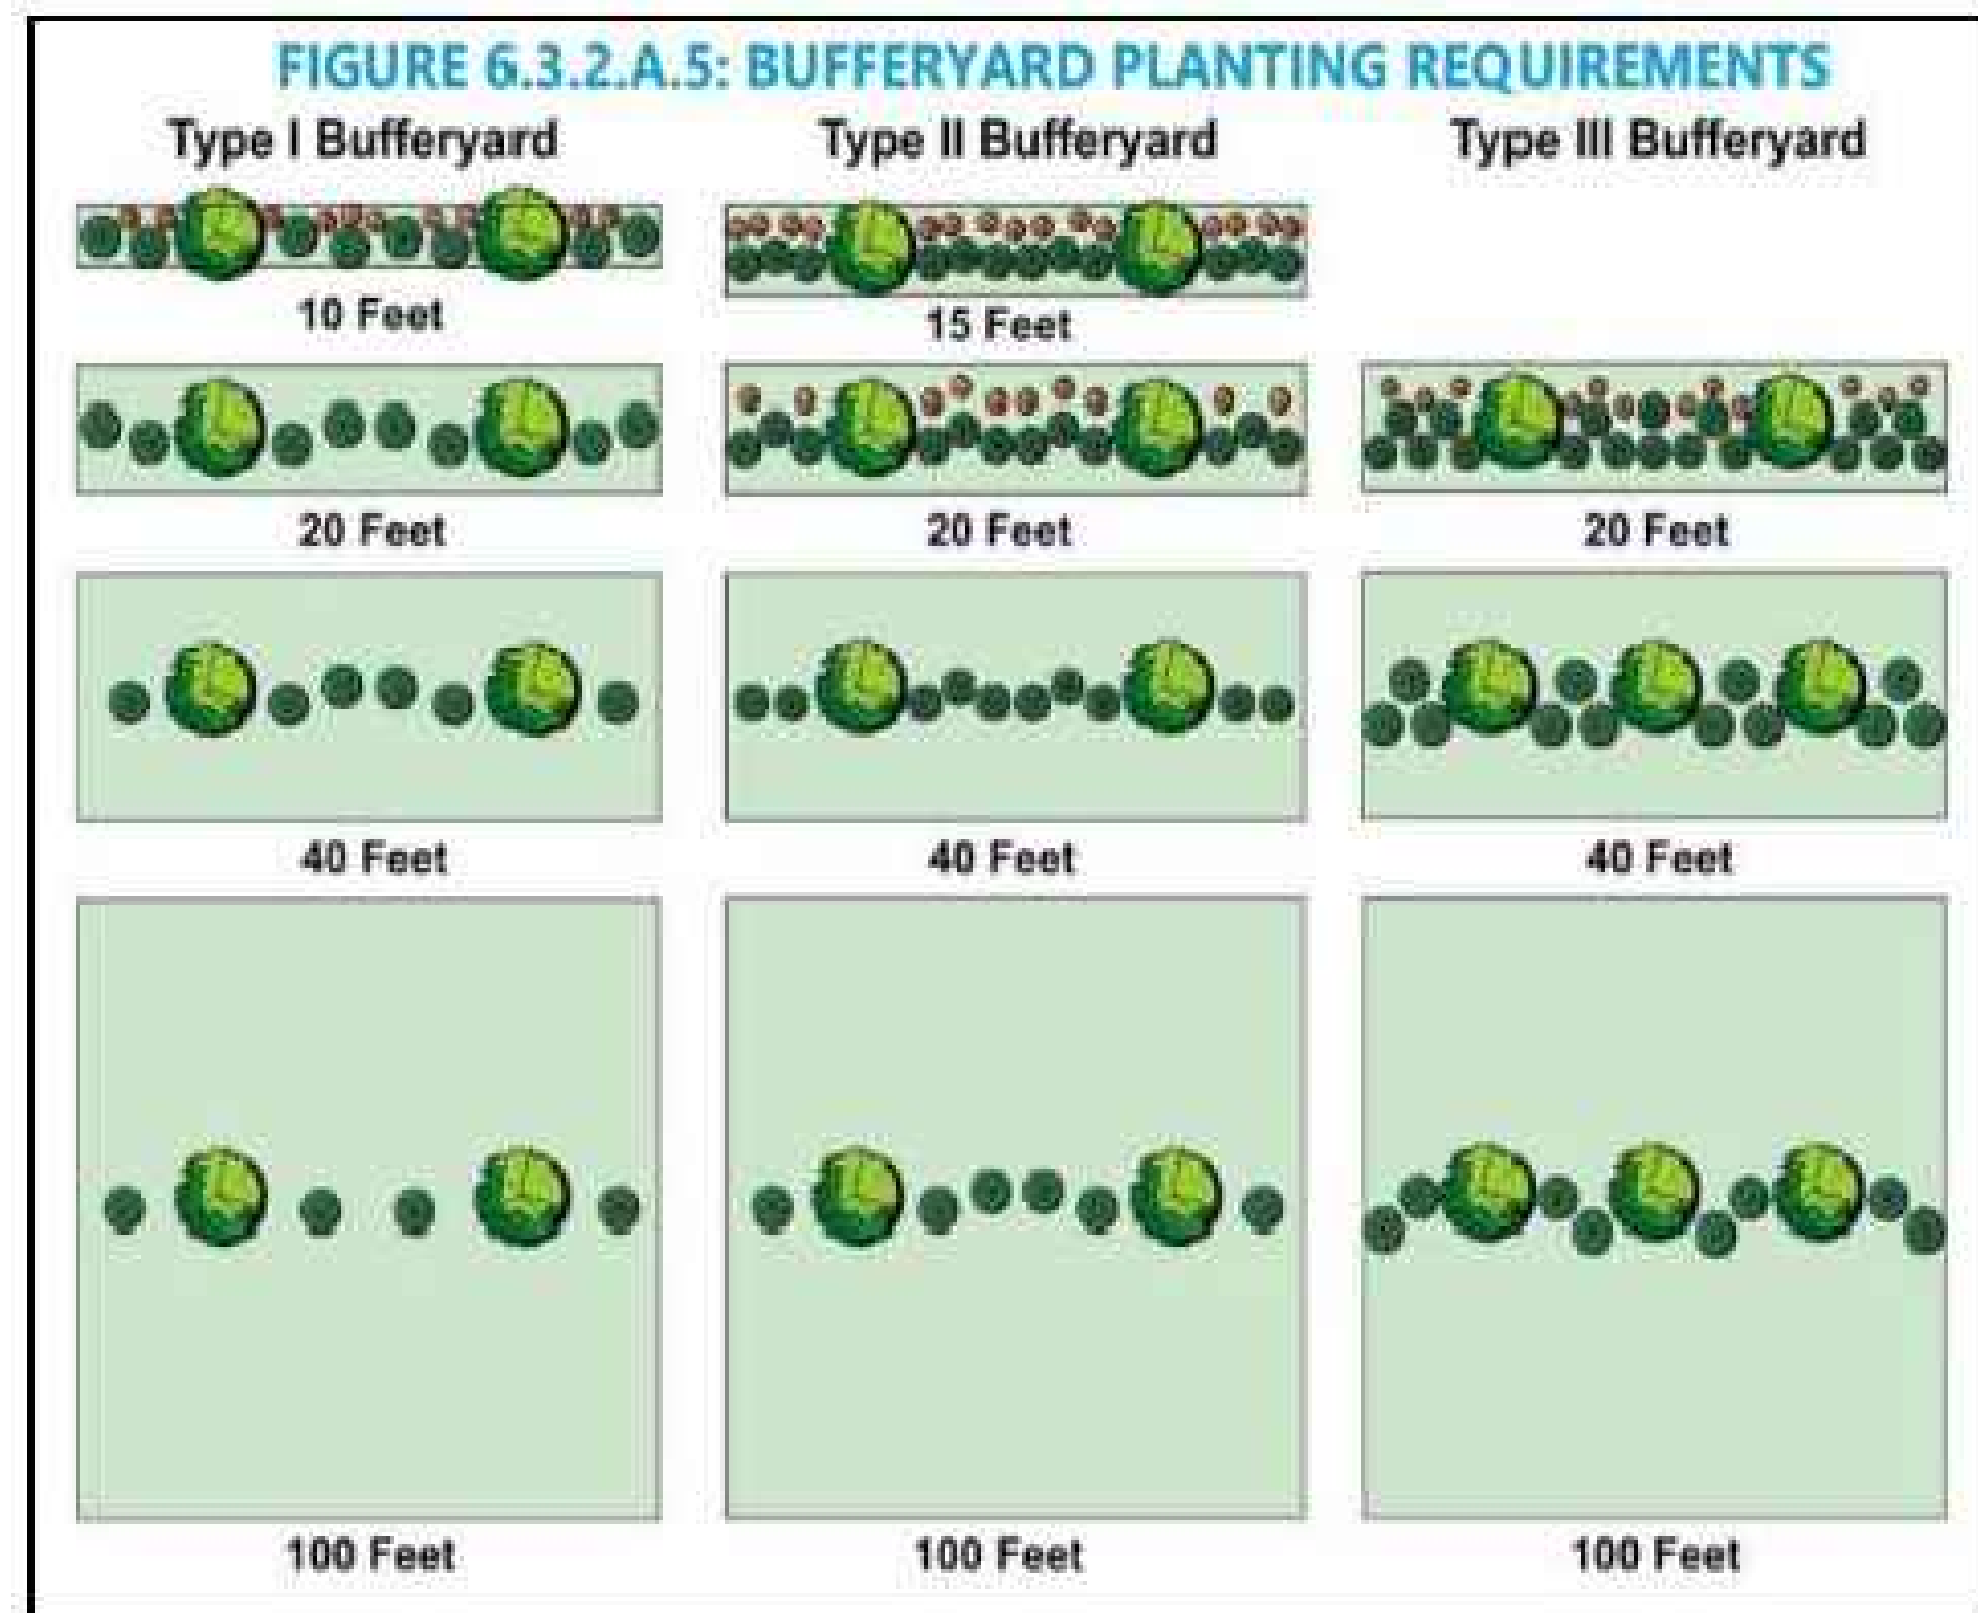 FIGURE 6.3.2.A.5: BUFFERYARD PLANTING REQUIREMENTS
Type I Bufferyard
Type II Bufferyard
Type III Bufferyard
10 Feet
15 Feet
20 Feet
20 Feet
20 Feet
40 Feet
40 Feet
40 Feet
100 Feet
100 Feet
100 Feet